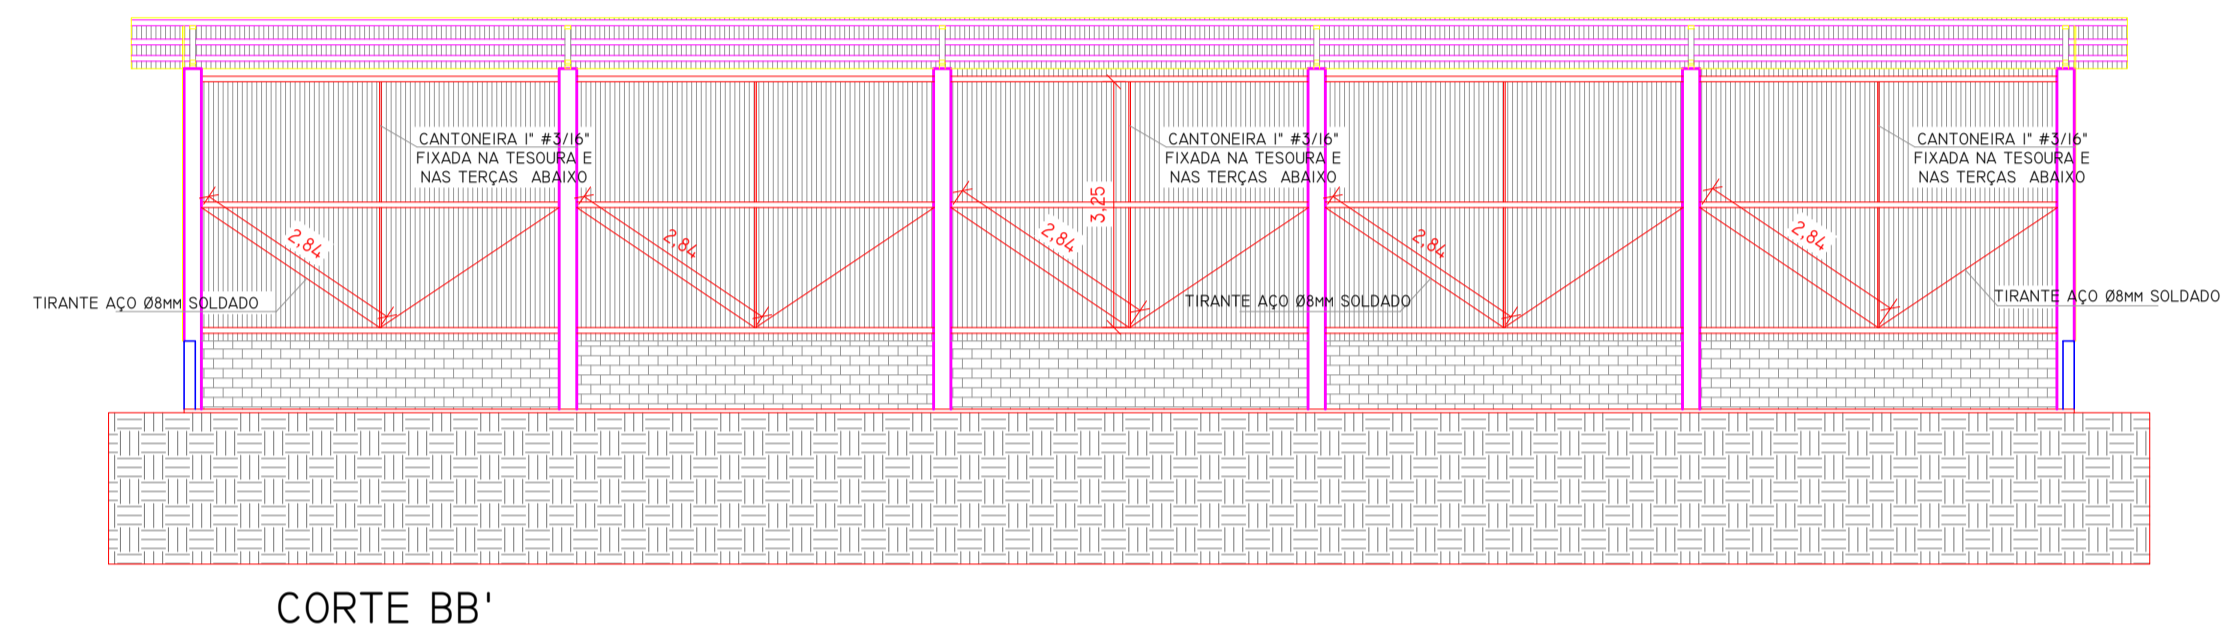 CANTONEIRA 1" #3/16"
FIXADA NA TESOURA E
NAS TERÇAS ABAIXO
CANTONEIRA 1" #3/16"
FIXADA NA TESOURA E
NAS TERÇAS ABAIXO
CANTONEIRA 1" #3/16"
FIXADA NA TESOURA E
NAS TERÇAS ABAIXO
3,25
2,84
2,84
2,84
2,84
2,84
TIRANTE AÇO Ø8MM SOLDADO
TIRANTE AÇO Ø8MM SOLDADO
TIRANTE AÇO Ø8MM SOLDADO
CORTE BB'